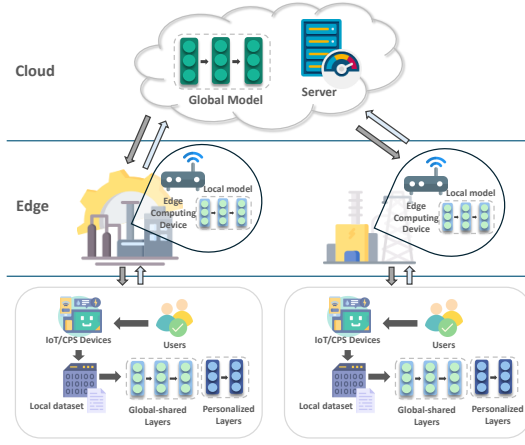 Cloud
Global Model
Server
Edge
Local model
Edge
Computing
Device
Local model
Edge
Computing
Device
IoT/CPS Devices
Users
Local dataset
Global-shared
Layers
Personalized
Layers
IoT/CPS Devices
Users
Local dataset
Global-shared
Layers
Personalized
Layers